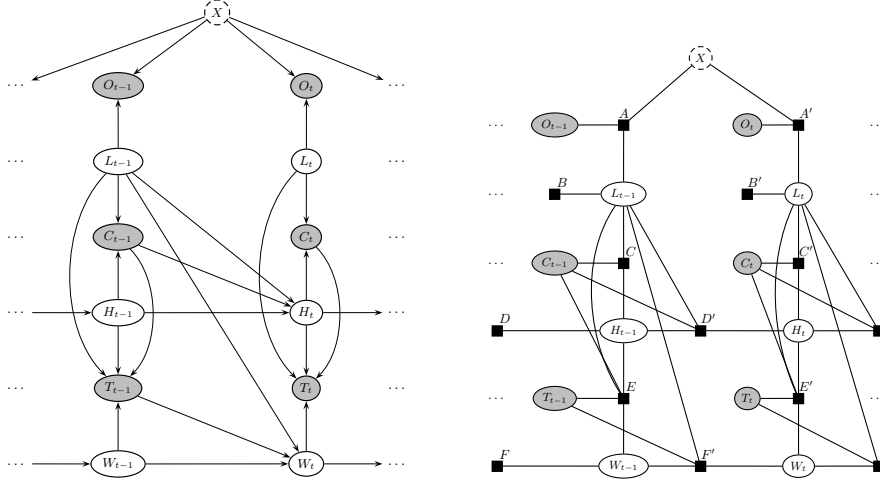 X
… O_{t−1} O_t …
… L_{t−1} L_t …
… C_{t−1} C_t …
… H_{t−1} H_t …
… T_{t−1} T_t …
… W_{t−1} W_t …
X
A A′
… O_{t−1} … O_t …
B B′
… L_{t−1} … L_t
C C′
… C_{t−1} … C_t …
D D′
H_{t−1} H_t
E E′
… T_{t−1} … T_t …
F F′
W_{t−1} W_t